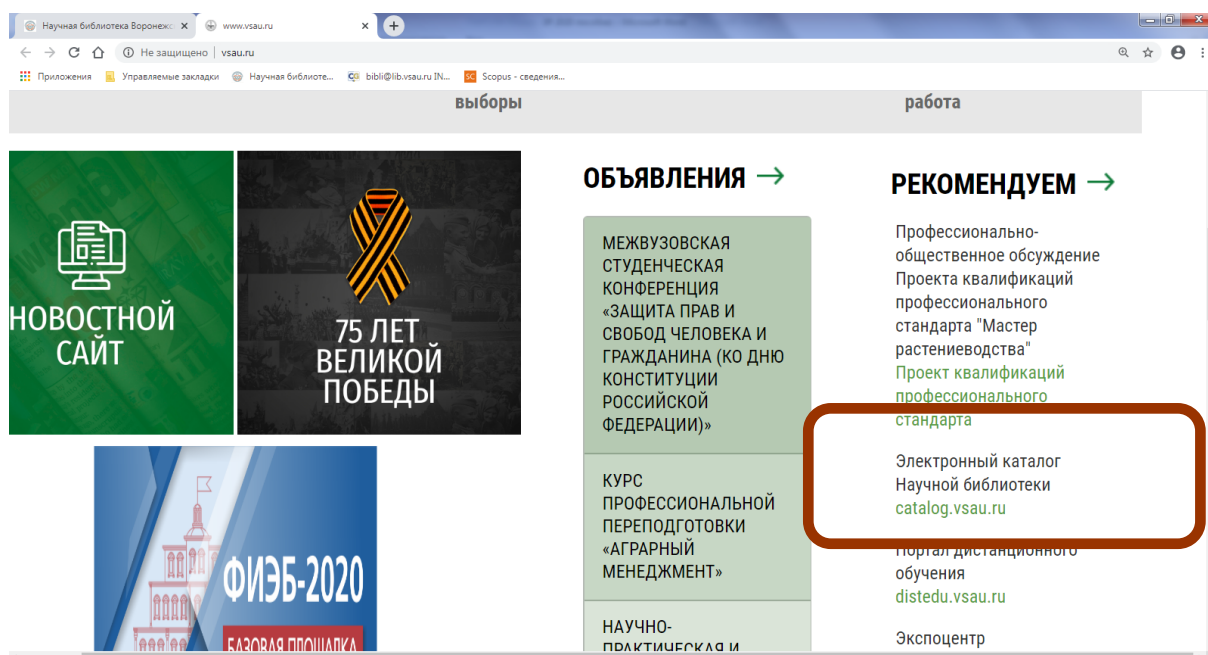 Научная библиотека Воронежс
www.vsau.ru
Не защищено | vsau.ru
Приложения
Управляемые закладки
Научная библиоте...
bibli@lib.vsau.ru IN...
Scopus - сведения...
выборы
работа
НОВОСТНОЙ
САЙТ
75 ЛЕТ
ВЕЛИКОЙ
ПОБЕДЫ
ФИЭБ-2020
БАЗОВАЯ ПЛОЩАДКА
ОБЪЯВЛЕНИЯ →
МЕЖВУЗОВСКАЯ
СТУДЕНЧЕСКАЯ
КОНФЕРЕНЦИЯ
«ЗАЩИТА ПРАВ И
СВОБОД ЧЕЛОВЕКА И
ГРАЖДАНИНА (КО ДНЮ
КОНСТИТУЦИИ
РОССИЙСКОЙ
ФЕДЕРАЦИИ)»
КУРС
ПРОФЕССИОНАЛЬНОЙ
ПЕРЕПОДГОТОВКИ
«АГРАРНЫЙ
МЕНЕДЖМЕНТ»
НАУЧНО-
ПРАКТИЧЕСКАЯ И
РЕКОМЕНДУЕМ →
Профессионально-
общественное обсуждение
Проекта квалификаций
профессионального
стандарта "Мастер
растениеводства"
Проект квалификаций
профессионального
стандарта
Электронный каталог
Научной библиотеки
catalog.vsau.ru
Портал дистанционного
обучения
distedu.vsau.ru
Экспоцентр